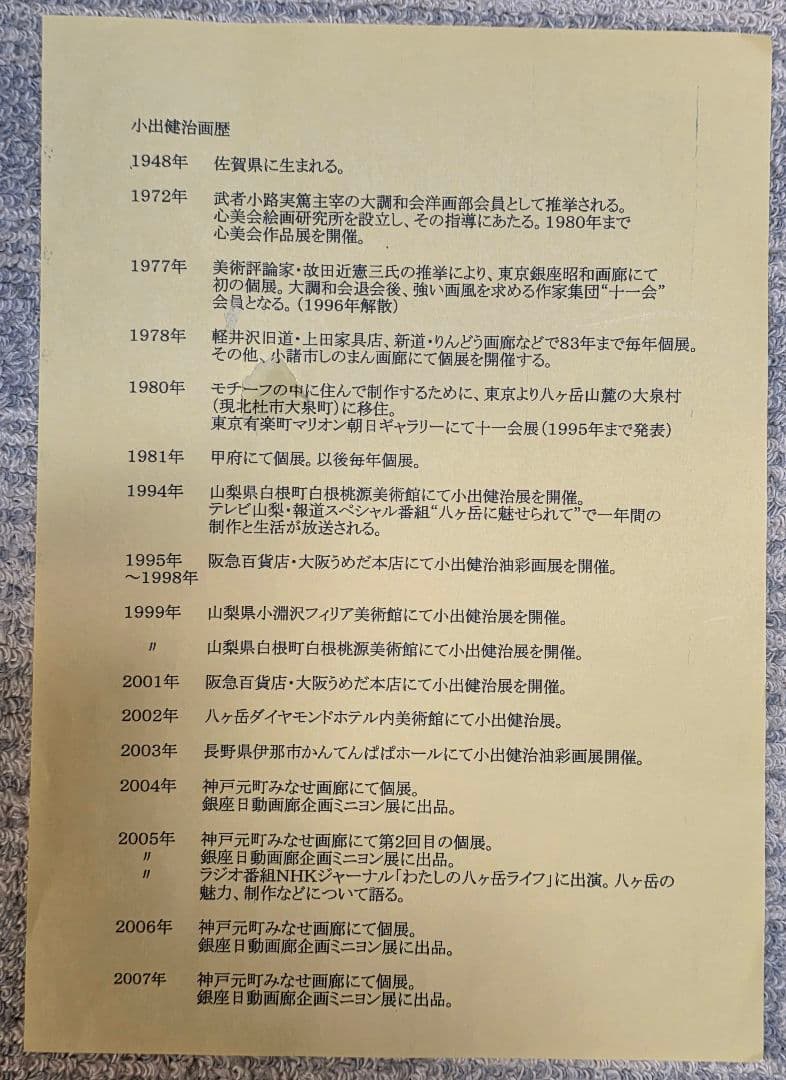 小出健治画歴
1948年 佐賀県に生まれる。
1972年 武者小路実篤主宰の大調和会洋画部会員として推挙される。
心美会絵画研究所を設立し、その指導にあたる。1980年まで
心美会作品展を開催。
1977年 美術評論家・故田近憲三氏の推挙により、東京銀座昭和画廊にて
初の個展。大調和会退会後、強い画風を求める作家集団“十一会”
会員となる。（1996年解散）
1978年 軽井沢旧道・上田家具店、新道・りんどう画廊などで83年まで毎年個展。
その他、小諸市しのまん画廊にて個展を開催する。
1980年 モチーフの中に住んで制作するために、東京より八ヶ岳山麓の大泉村
（現北杜市大泉町）に移住。
東京有楽町マリオン朝日ギャラリーにて十一会展（1995年まで発表）
1981年 甲府にて個展。以後毎年個展。
1994年 山梨県白根町白根桃源美術館にて小出健治展を開催。
テレビ山梨・報道スペシャル番組“八ヶ岳に魅せられて”で一年間の
制作と生活が放送される。
1995年 阪急百貨店・大阪うめだ本店にて小出健治油彩画展を開催。
～1998年
1999年 山梨県小淵沢フィリア美術館にて小出健治展を開催。
〃 山梨県白根町白根桃源美術館にて小出健治展を開催。
2001年 阪急百貨店・大阪うめだ本店にて小出健治展を開催。
2002年 八ヶ岳ダイヤモンドホテル内美術館にて小出健治展。
2003年 長野県伊那市かんてんぱぱホールにて小出健治油彩画展開催。
2004年 神戸元町みなせ画廊にて個展。
銀座日動画廊企画ミニヨン展に出品。
2005年 神戸元町みなせ画廊にて第2回目の個展。
〃 銀座日動画廊企画ミニヨン展に出品。
〃 ラジオ番組NHKジャーナル「わたしの八ヶ岳ライフ」に出演。八ヶ岳の
魅力、制作などについて語る。
2006年 神戸元町みなせ画廊にて個展。
銀座日動画廊企画ミニヨン展に出品。
2007年 神戸元町みなせ画廊にて個展。
銀座日動画廊企画ミニヨン展に出品。